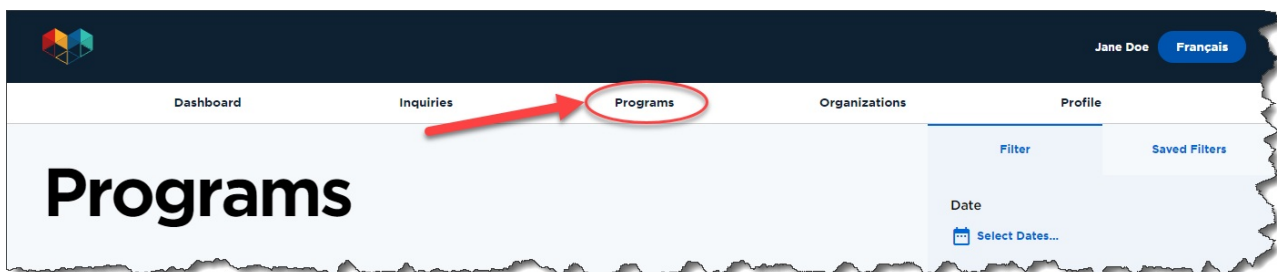 Jane Doe Français
Dashboard Inquiries Programs Organizations Profile
Filter Saved Filters
Programs
Date
Select Dates...